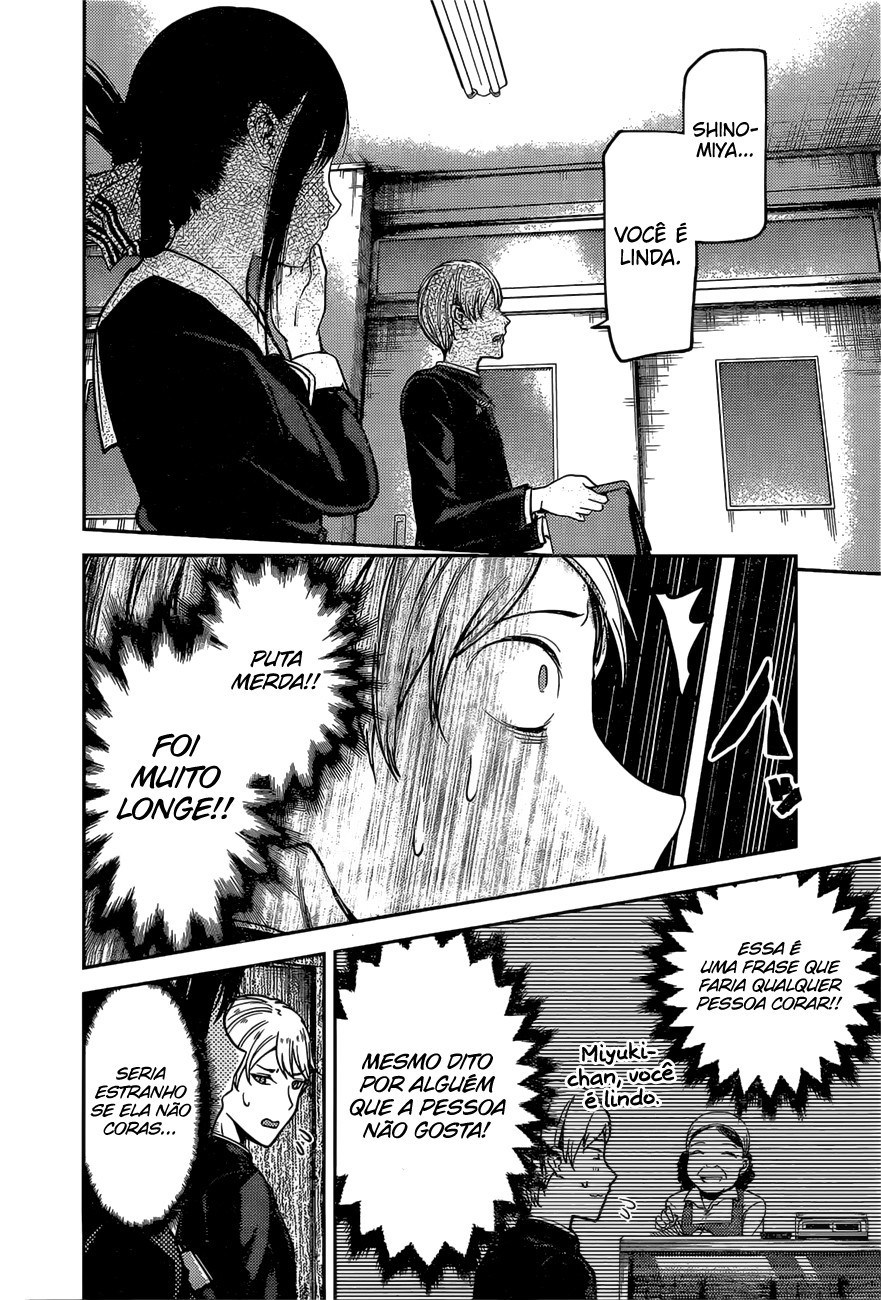 SHINO-
MIYA...
VOCÊ É
LINDA.
PUTA
MERDA!!
FOI
MUITO
LONGE!!
ESSA É
UMA FRASE QUE
FARIA QUALQUER
PESSOA CORAR!!
Miyuki-
chan, você
é lindo.
MESMO DITO
POR ALGUÉM
QUE A PESSOA
NÃO GOSTA!
SERIA
ESTRANHO
SE ELA NÃO
CORAS...